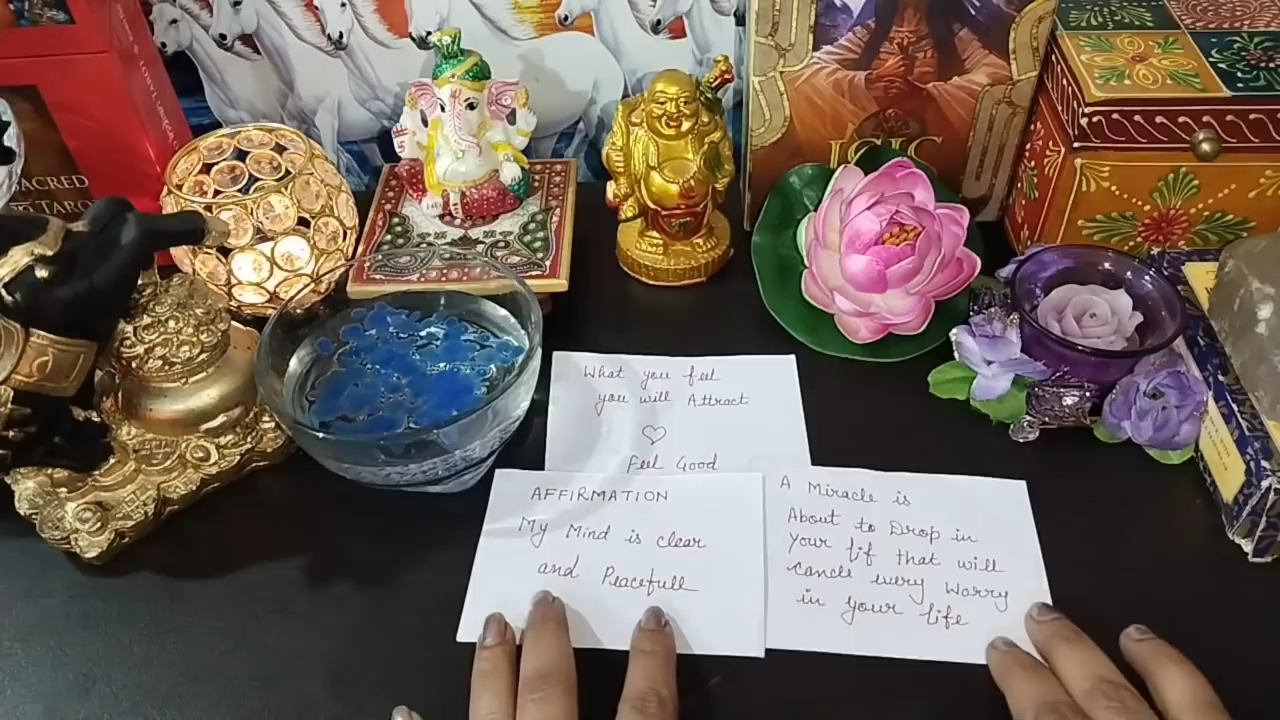 SACRED
TAROT
What you feel
you will Attract
Feel Good
AFFIRMATION
My Mind is clear
and Peacefull
A Miracle is
About to Drop in
your lif that will
Cancle every Worry
in your life